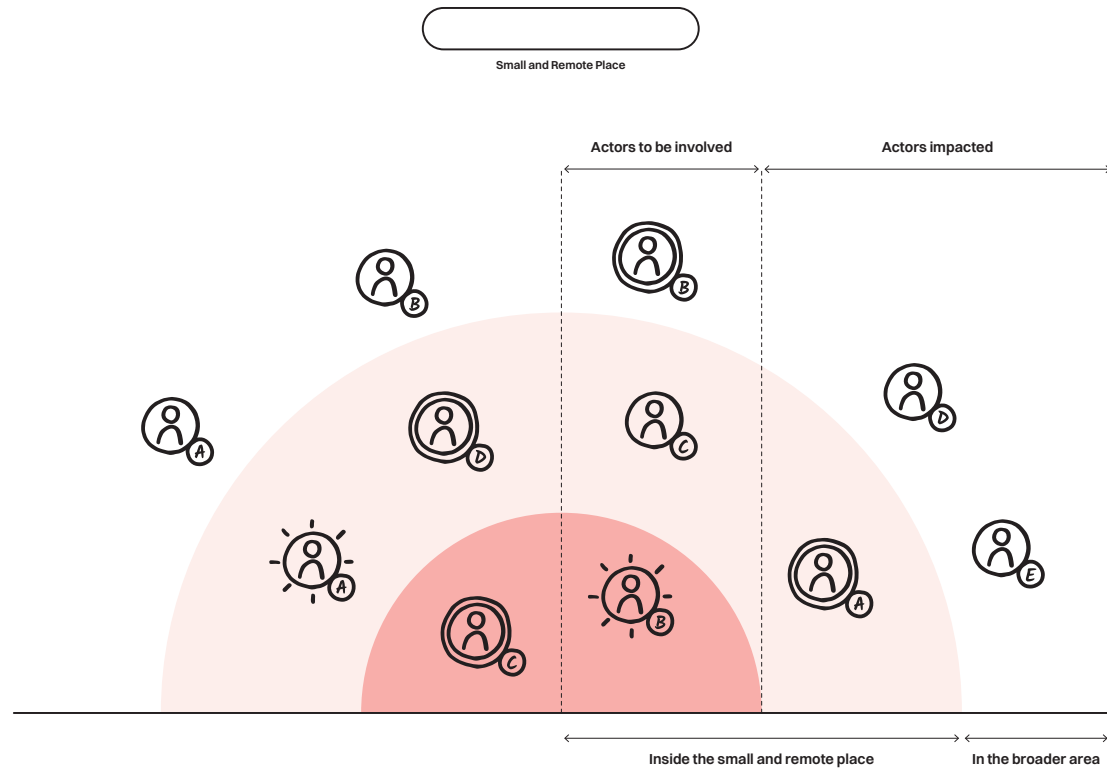 Small and Remote Place
Actors to be involved
Actors impacted
B
B
D
A
D
C
A
B
A
E
C
Inside the small and remote place
In the broader area